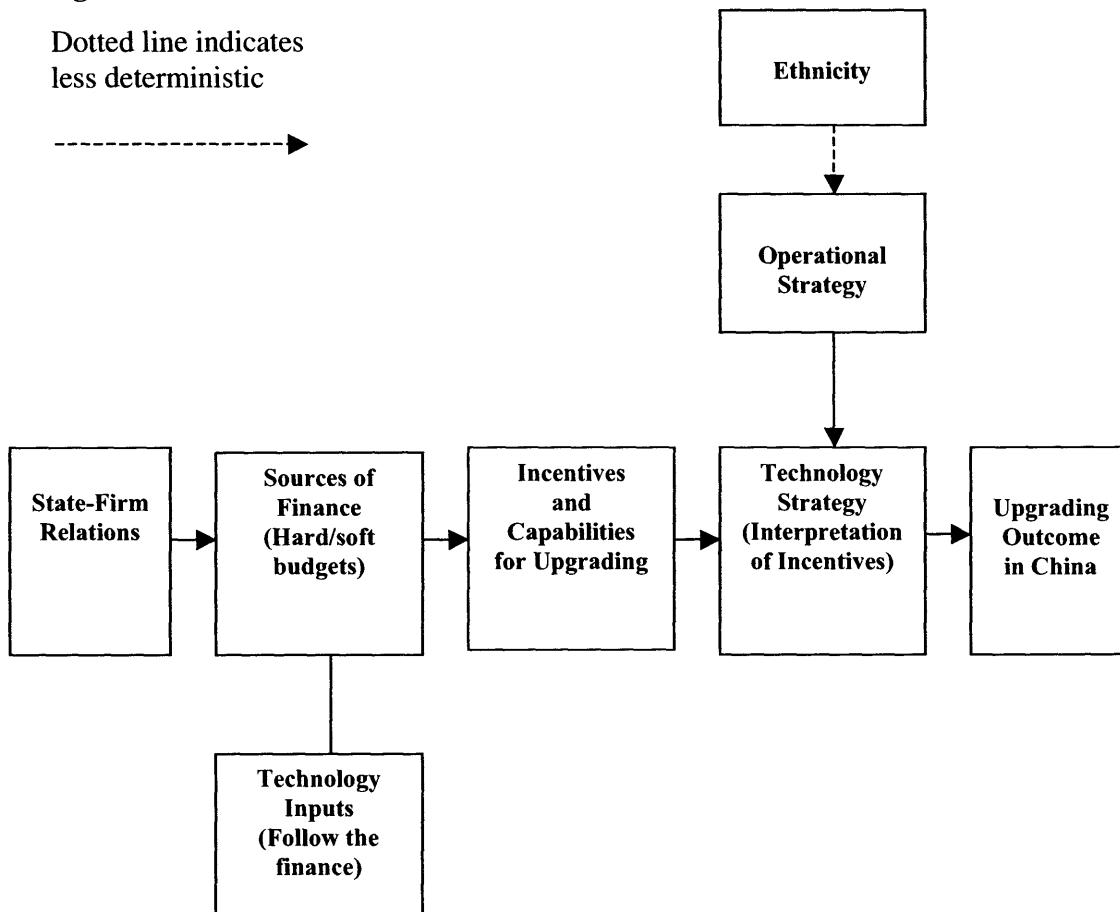 Dotted line indicates
less deterministic
Ethnicity
Operational
Strategy
State-Firm
Relations
Sources of
Finance
(Hard/soft
budgets)
Incentives
and
Capabilities
for Upgrading
Technology
Strategy
(Interpretation
of Incentives)
Upgrading
Outcome
in China
Technology
Inputs
(Follow the
finance)